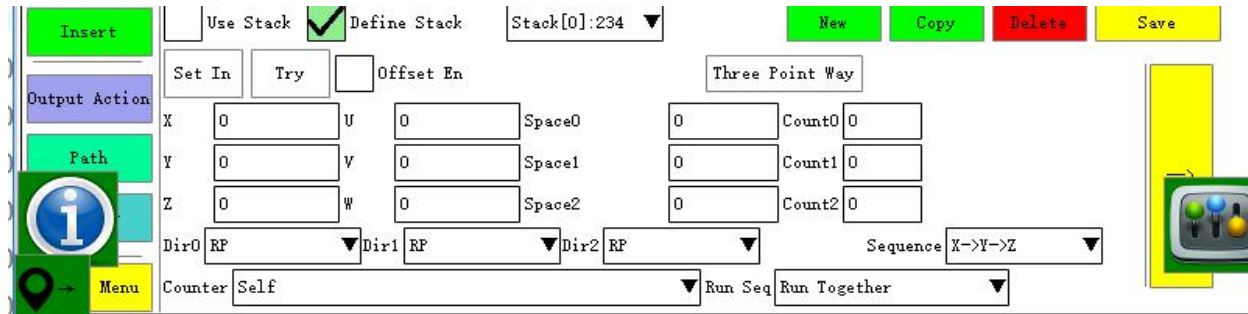 Insert Use Stack Define Stack Stack[0]:234 New Copy Delete Save
Set In Try Offset En Three Point Way
Output Action
X 0 U 0 Space0 0 Count0 0
Path Y 0 V 0 Space1 0 Count1 0 -->
Z 0 W 0 Space2 0 Count2 0
Dir0 RP Dir1 RP Dir2 RP Sequence X->Y->Z
Menu Counter Self Run Seq Run Together